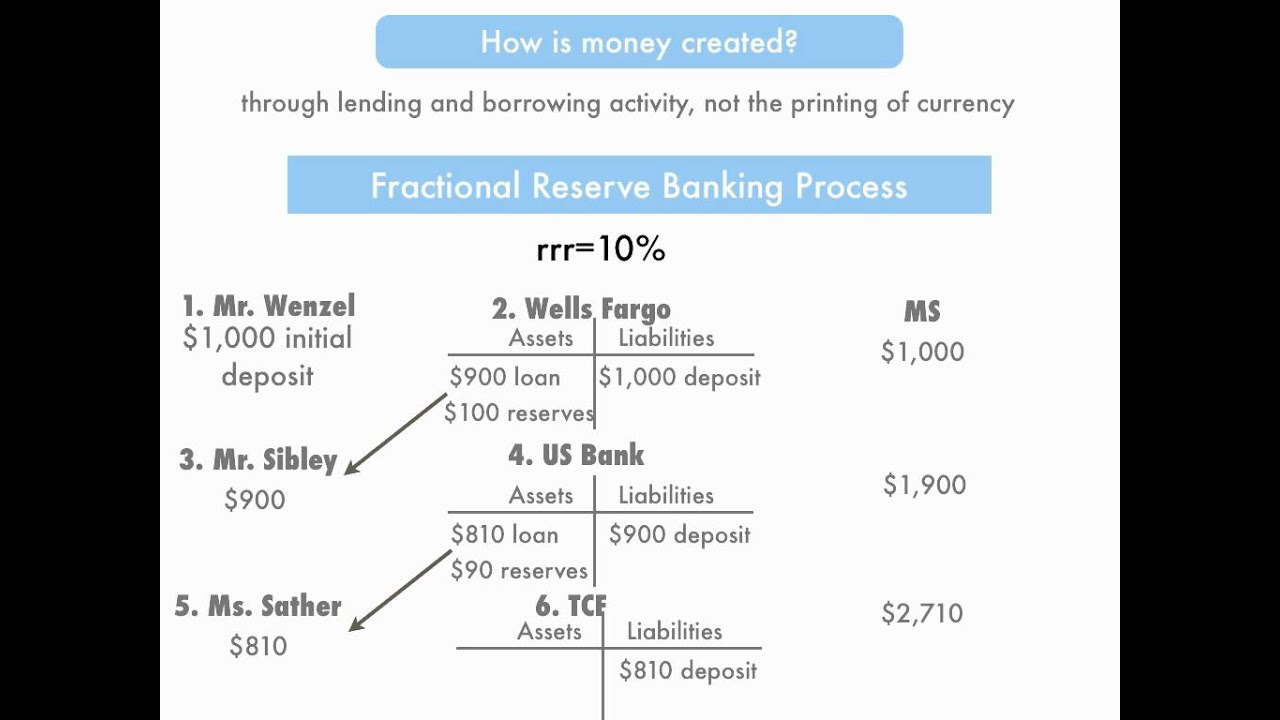 How is money created?
through lending and borrowing activity, not the printing of currency
Fractional Reserve Banking Process
rrr=10%
1. Mr. Wenzel
$1,000 initial
deposit
2. Wells Fargo
Assets Liabilities
$900 loan $1,000 deposit
$100 reserves
MS
$1,000
3. Mr. Sibley
$900
4. US Bank
Assets Liabilities
$810 loan $900 deposit
$90 reserves
$1,900
5. Ms. Sather
$810
6. TCF
Assets Liabilities
$810 deposit
$2,710